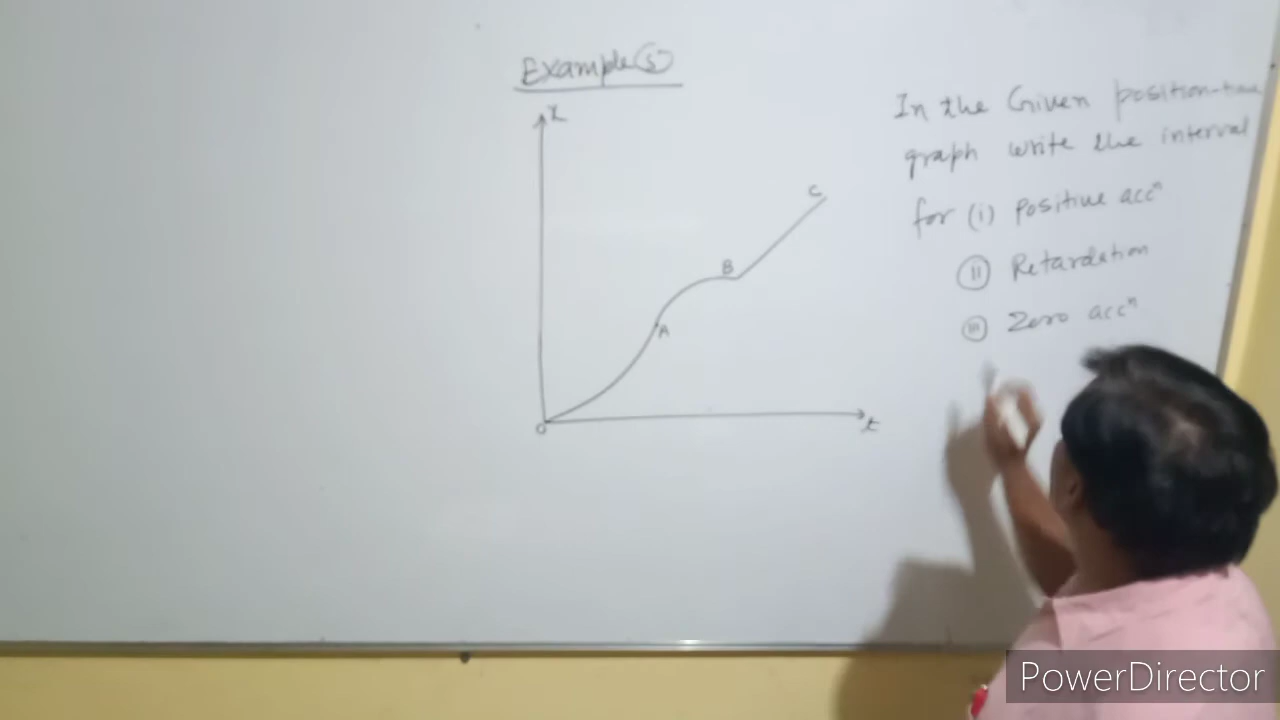 Example(5)
x
C
B
A
O
t
In the Given position-time
graph write the interval
for (i) Positive accⁿ
(ii) Retardation
(iii) Zero accⁿ
PowerDirector